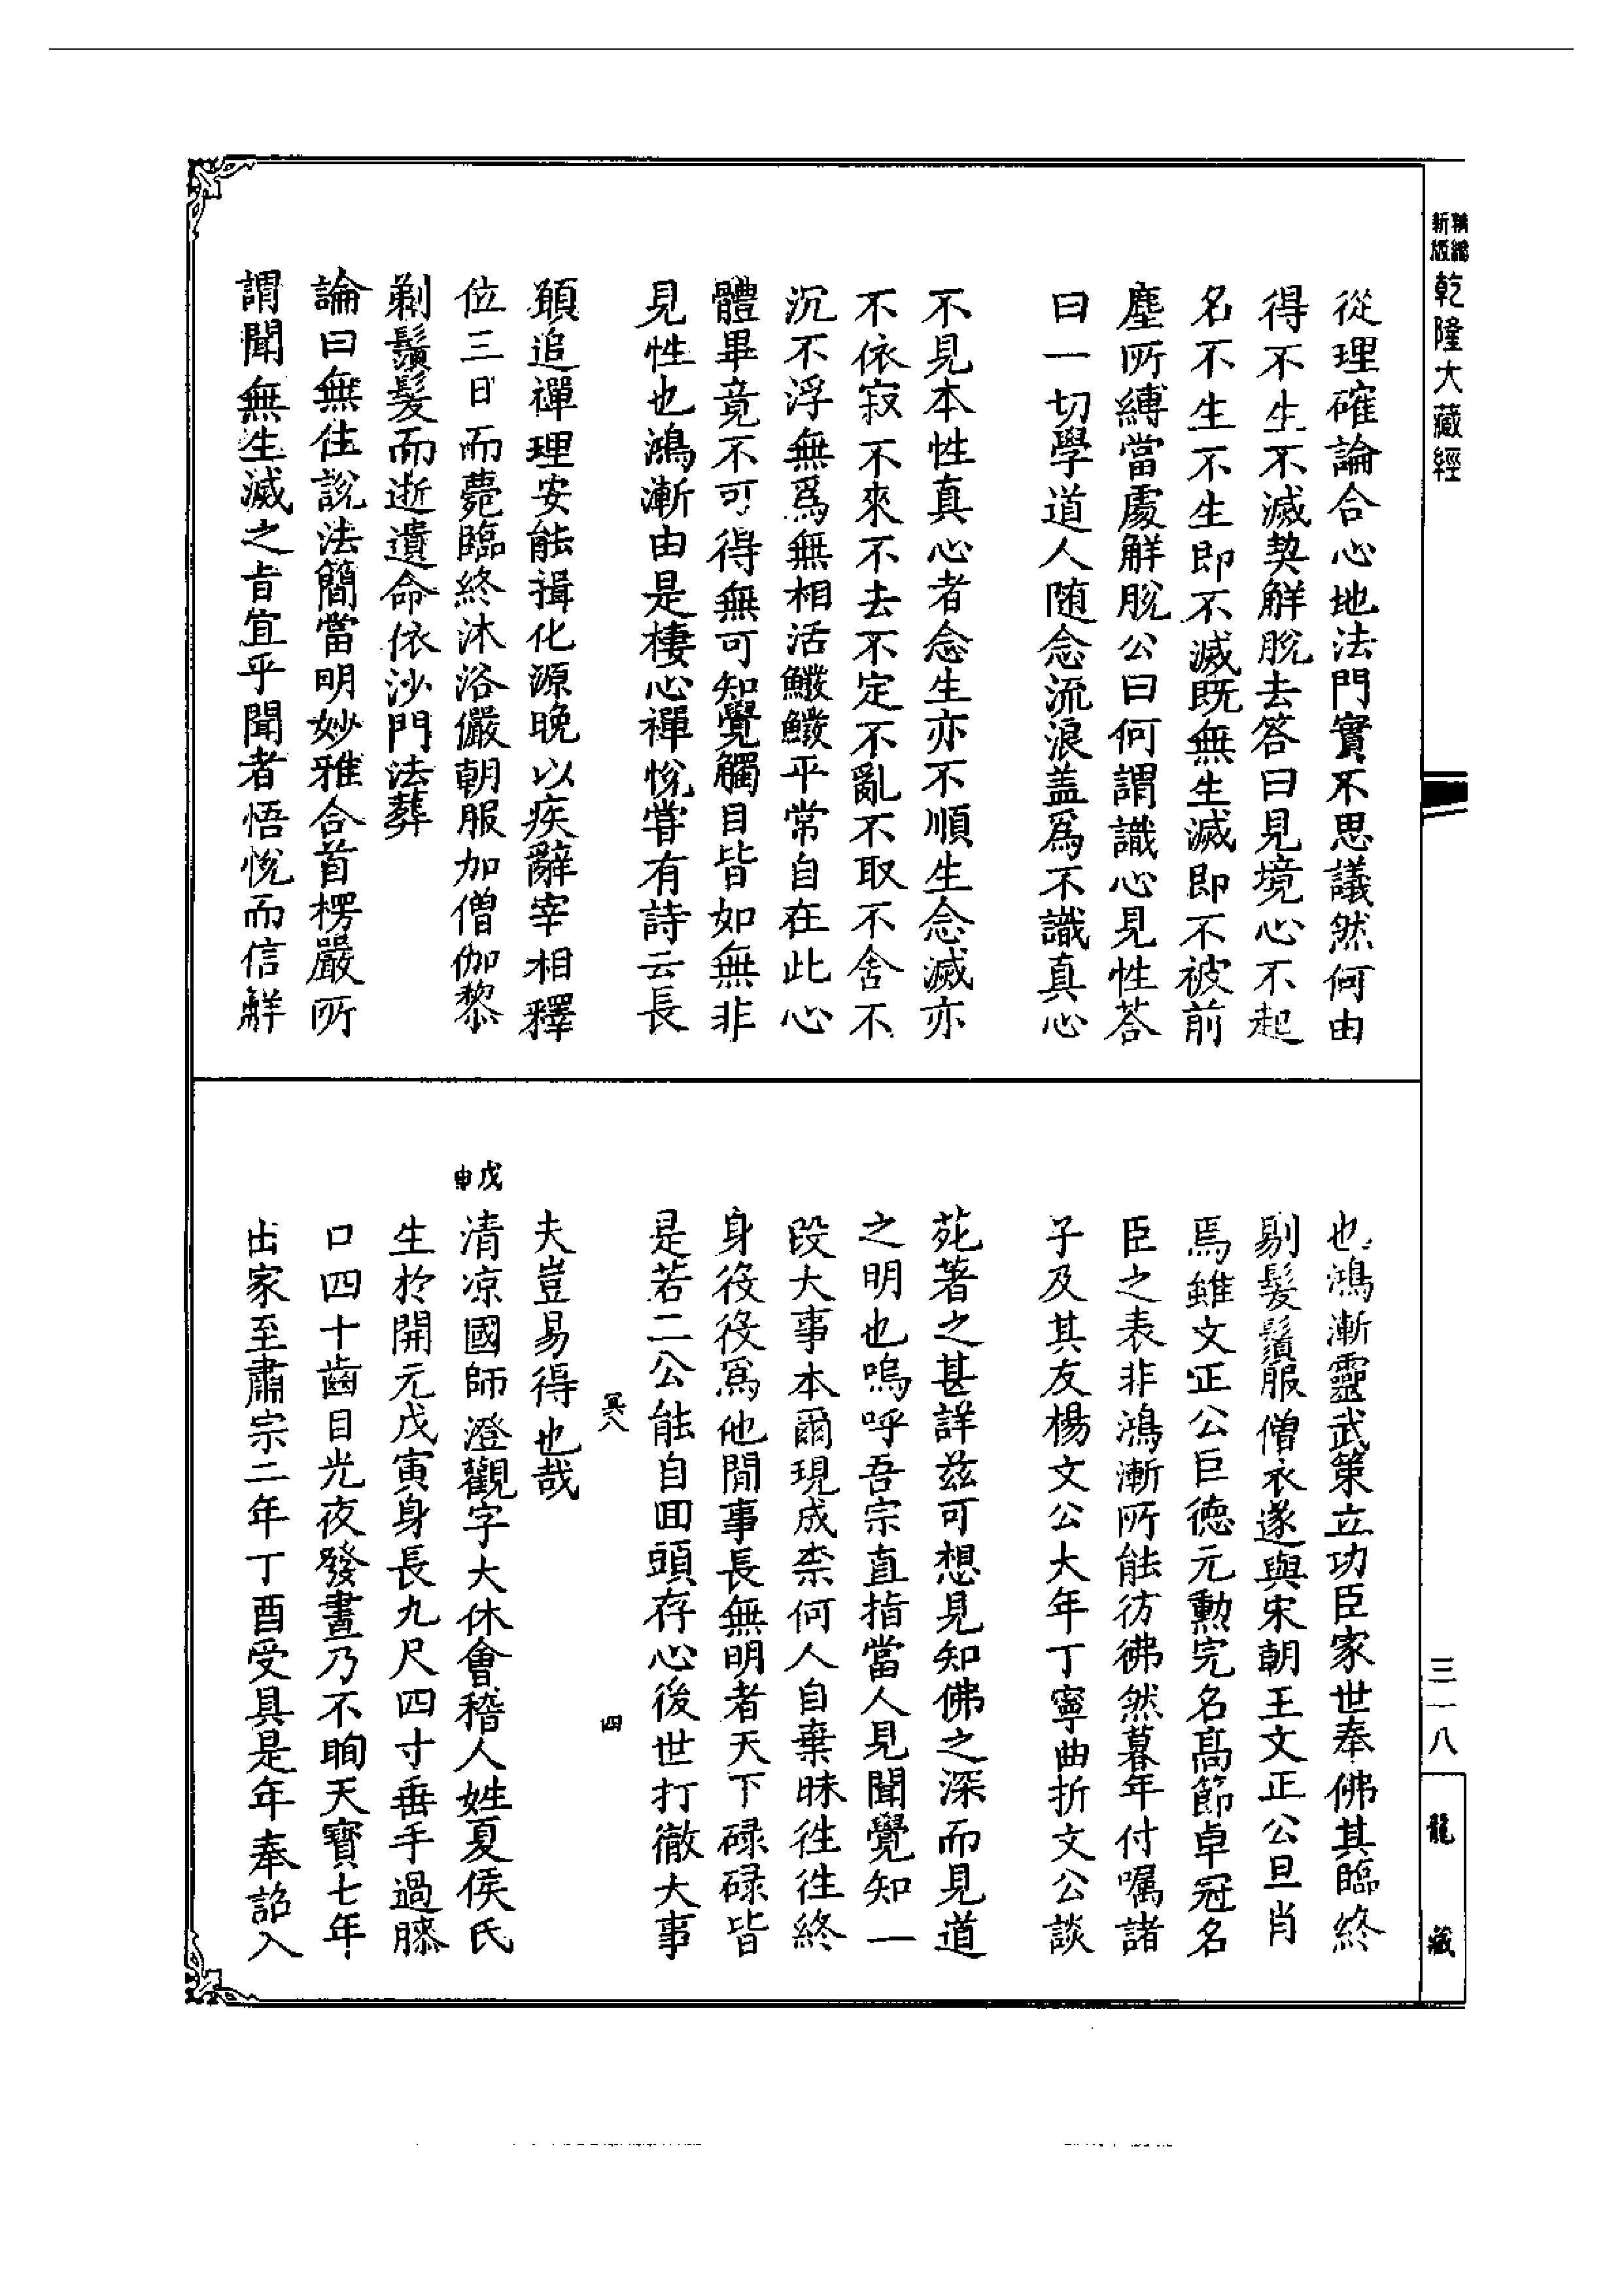 精編
新版
乾隆大藏經
從理確論合心地法門實不思議然何由
得不生不滅契解脫去答曰見境心不起
名不生不生即不滅既無生滅即不被前
塵所縛當處解脫公曰何謂識心見性荅
曰一切學道人随念流浪盖為不識真心
不見本性真心者念生亦不順生念滅亦
不依寂不來不去不定不亂不取不舍不
沉不浮無為無相活鱍鱍平常自在此心
體畢竟不可得無可知覺觸目皆如無非
見性也鴻漸由是棲心禪悅甞有詩云長
願追禪理安能揖化源晚以疾辭宰相釋
位三日而薨臨終沐浴儼朝服加僧伽黎
剃鬚髮而逝遺命依沙門法葬
論曰無住說法簡當明妙雅合首楞嚴所
謂聞無生滅之旨宜乎聞者悟悅而信解
也鴻漸靈武策立功臣家世奉佛其臨終
剔髮鬚服僧衣遂與宋朝王文正公旦肖
焉雖文正公巨德元勲完名高節卓冠名
臣之表非鴻漸所能彷彿然暮年付囑諸
子及其友楊文公大年丁寧曲折文公談
苑著之甚詳兹可想見知佛之深而見道
之明也嗚呼吾宗直指當人見聞覺知一
段大事本爾現成柰何人自棄昧徃徃終
身役役為他閒事長無明者天下碌碌皆
是若二公能自回頭存心後世打徹大事
夫豈易得也哉
冥八
四
戊申
清凉國師澄觀字大休會稽人姓夏侯氏
生於開元戊寅身長九尺四寸垂手過膝
口四十齒目光夜發晝乃不眴天寶七年
出家至肅宗二年丁酉受具是年奉詔入
三一八
龍藏